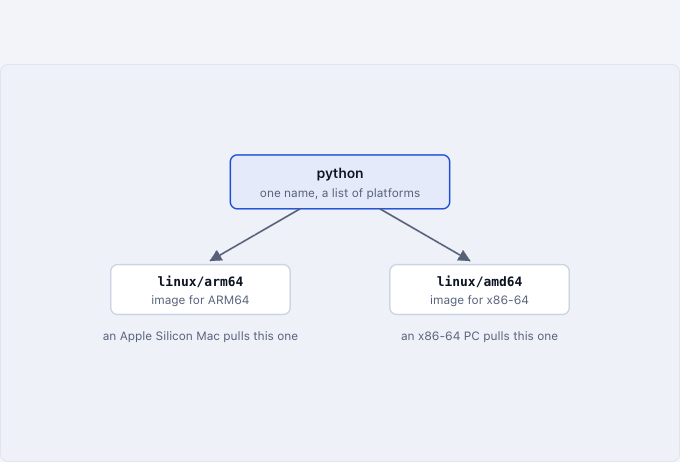 python
one name, a list of platforms
linux/arm64
image for ARM64
an Apple Silicon Mac pulls this one
linux/amd64
image for x86-64
an x86-64 PC pulls this one